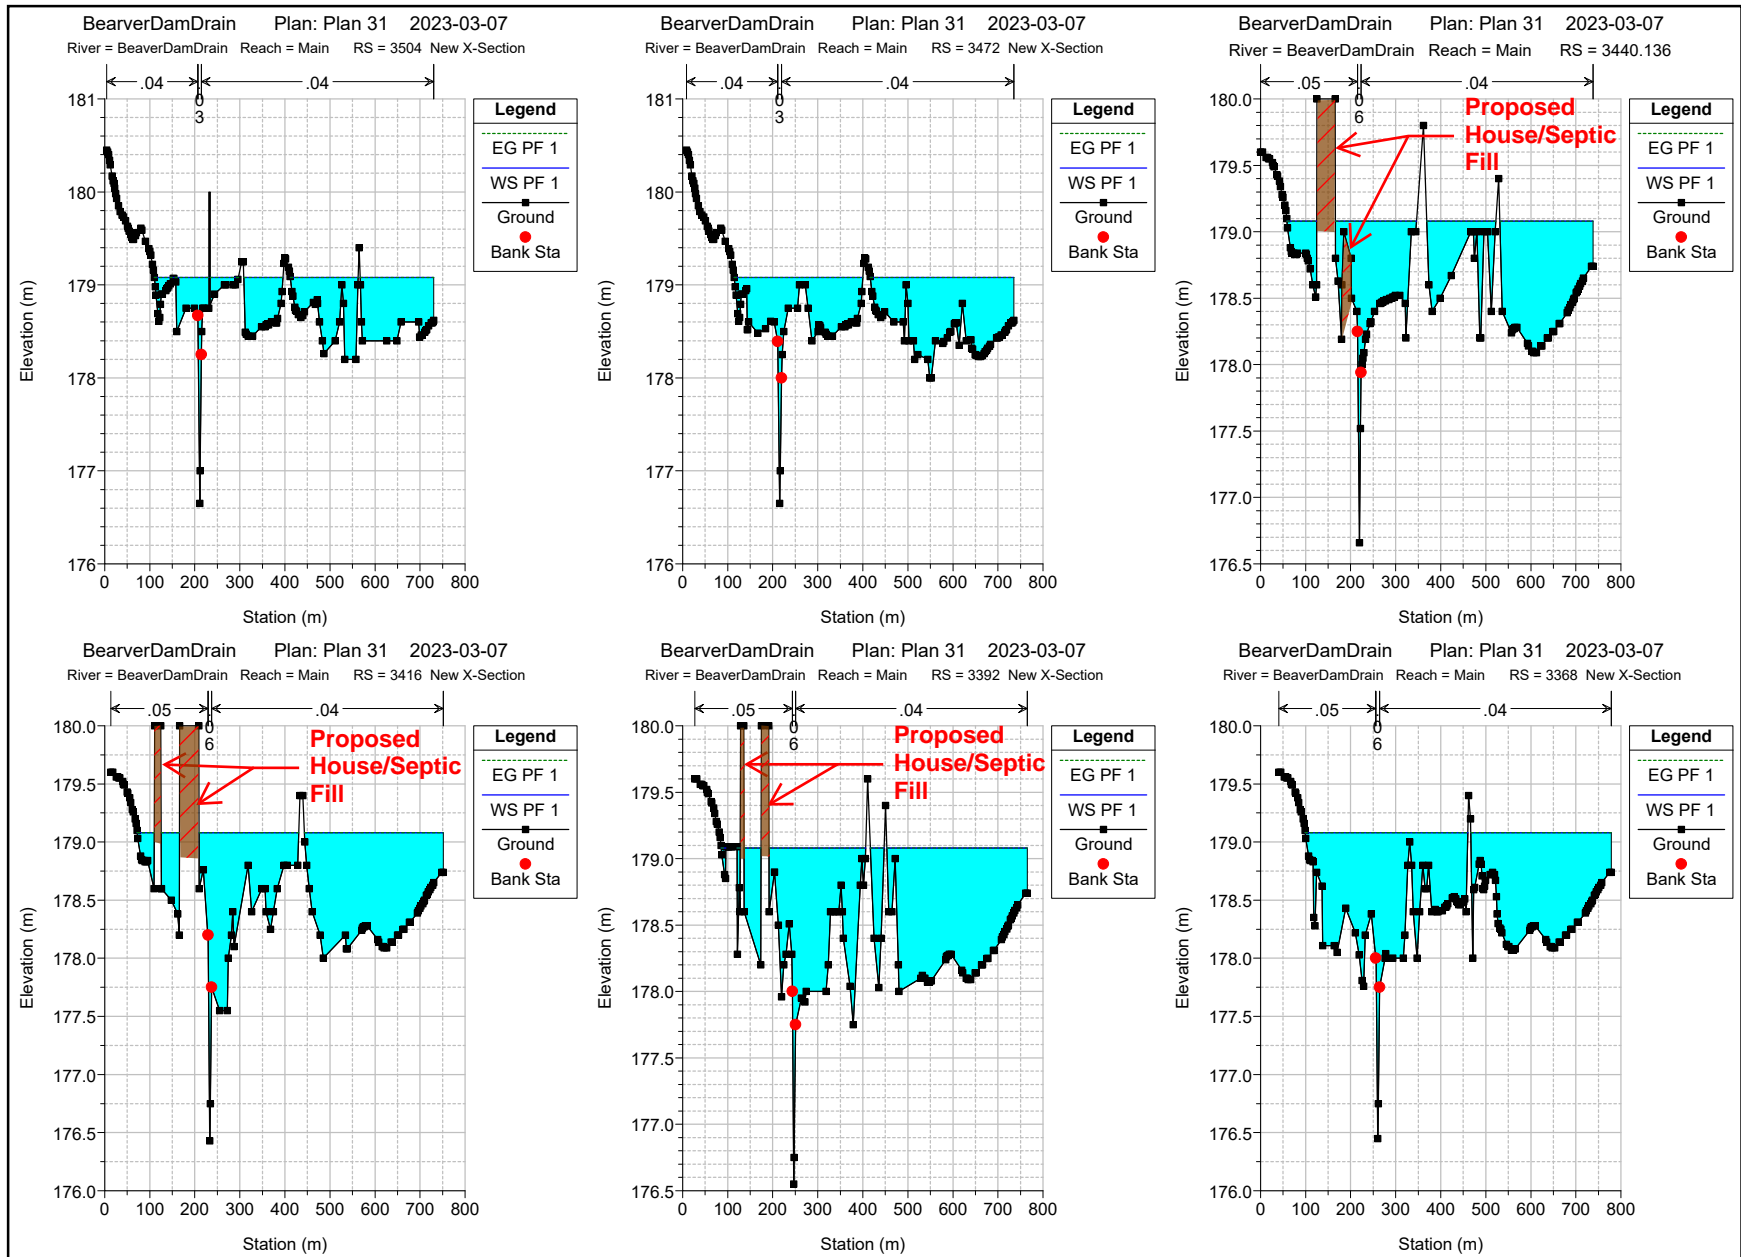 BearverDamDrain Plan: Plan 31 2023-03-07
River = BeaverDamDrain Reach = Main RS = 3504 New X-Section
.04 .03 .04
181
180
179
178
177
176
0 100 200 300 400 500 600 700 800
Station (m)
Elevation (m)
Legend
EG PF 1
WS PF 1
Ground
Bank Sta
BearverDamDrain Plan: Plan 31 2023-03-07
River = BeaverDamDrain Reach = Main RS = 3472 New X-Section
.04 .03 .04
181
180
179
178
177
176
0 100 200 300 400 500 600 700 800
Station (m)
Elevation (m)
Legend
EG PF 1
WS PF 1
Ground
Bank Sta
BearverDamDrain Plan: Plan 31 2023-03-07
River = BeaverDamDrain Reach = Main RS = 3440.136
.05 .06 .04
180.0
179.5
179.0
178.5
178.0
177.5
177.0
176.5
0 100 200 300 400 500 600 700 800
Station (m)
Elevation (m)
Proposed
House/Septic
Fill
Legend
EG PF 1
WS PF 1
Ground
Bank Sta
BearverDamDrain Plan: Plan 31 2023-03-07
River = BeaverDamDrain Reach = Main RS = 3416 New X-Section
.05 .06 .04
180.0
179.5
179.0
178.5
178.0
177.5
177.0
176.5
176.0
0 100 200 300 400 500 600 700 800
Station (m)
Elevation (m)
Proposed
House/Septic
Fill
Legend
EG PF 1
WS PF 1
Ground
Bank Sta
BearverDamDrain Plan: Plan 31 2023-03-07
River = BeaverDamDrain Reach = Main RS = 3392 New X-Section
.05 .06 .04
180.0
179.5
179.0
178.5
178.0
177.5
177.0
176.5
0 100 200 300 400 500 600 700 800
Station (m)
Elevation (m)
Proposed
House/Septic
Fill
Legend
EG PF 1
WS PF 1
Ground
Bank Sta
BearverDamDrain Plan: Plan 31 2023-03-07
River = BeaverDamDrain Reach = Main RS = 3368 New X-Section
.05 .06 .04
180.0
179.5
179.0
178.5
178.0
177.5
177.0
176.5
176.0
0 100 200 300 400 500 600 700 800
Station (m)
Elevation (m)
Legend
EG PF 1
WS PF 1
Ground
Bank Sta